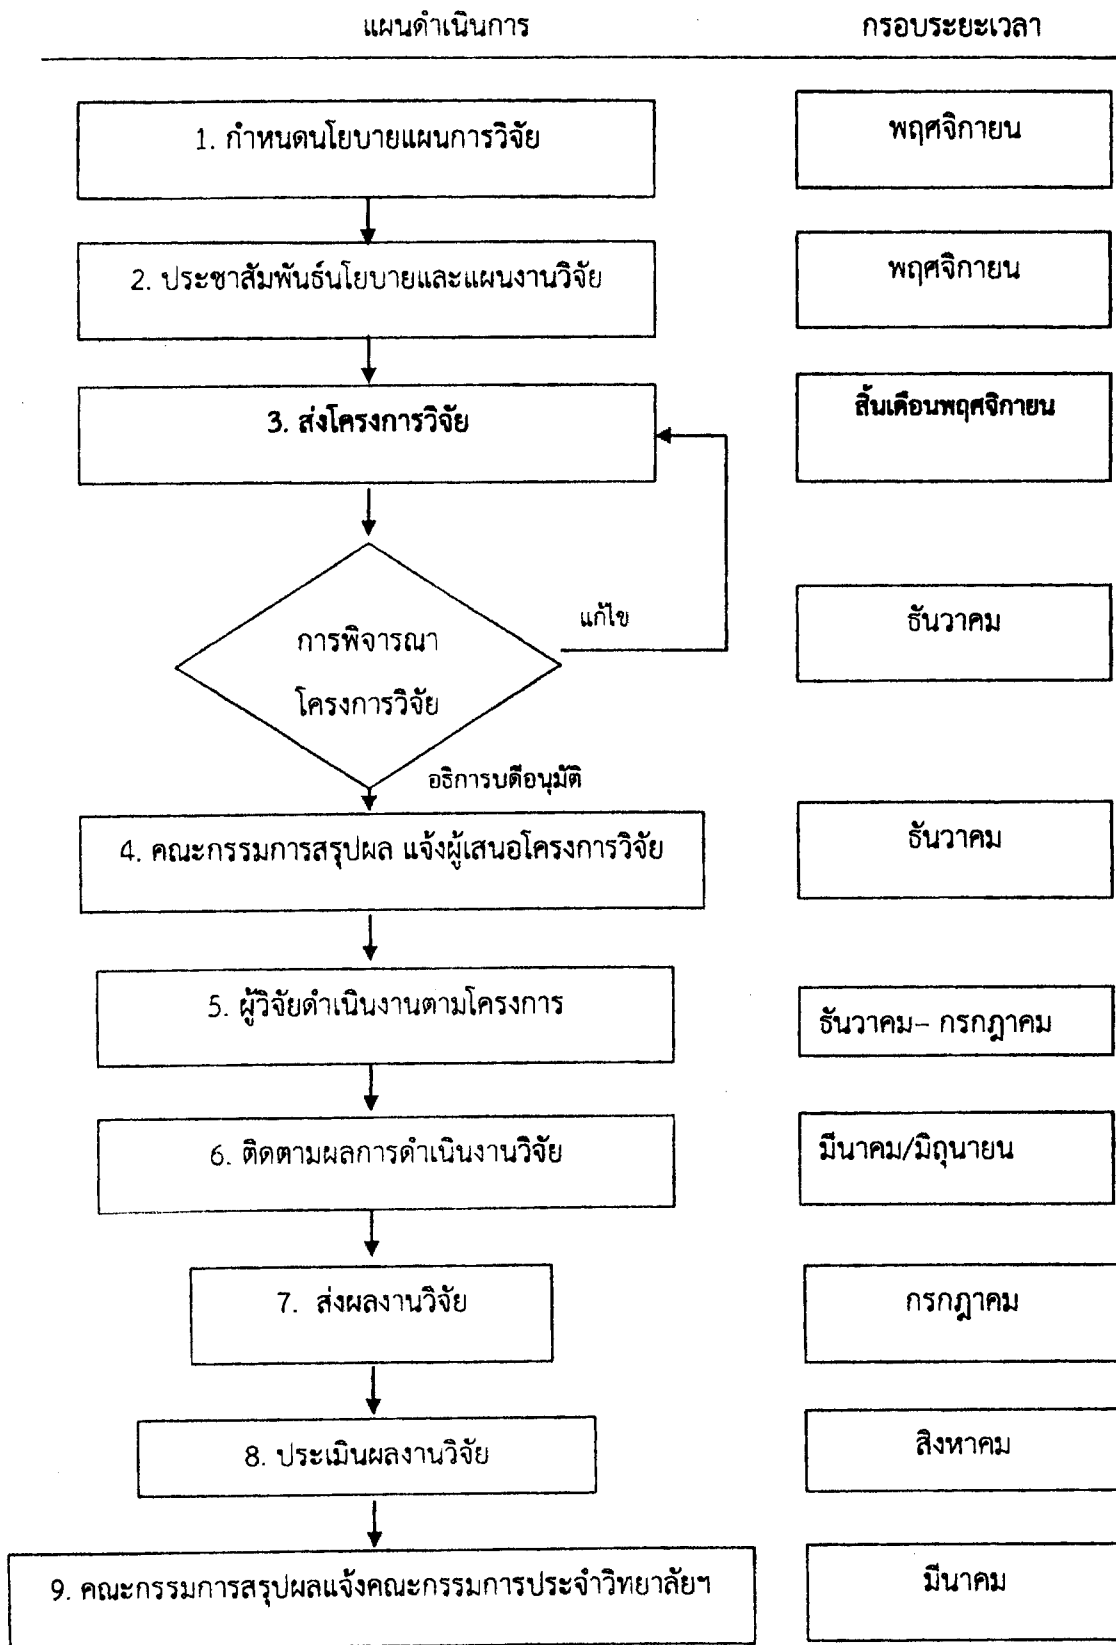 แผนดำเนินการ กรอบระยะเวลา
1. กำหนดนโยบายแผนการวิจัย พฤศจิกายน
2. ประชาสัมพันธ์นโยบายและแผนงานวิจัย พฤศจิกายน
3. ส่งโครงการวิจัย สิ้นเดือนพฤศจิกายน
แก้ไข ธันวาคม
การพิจารณา
โครงการวิจัย
อธิการบดีอนุมัติ
4. คณะกรรมการสรุปผล แจ้งผู้เสนอโครงการวิจัย ธันวาคม
5. ผู้วิจัยดำเนินงานตามโครงการ ธันวาคม– กรกฎาคม
6. ติดตามผลการดำเนินงานวิจัย มีนาคม/มิถุนายน
7. ส่งผลงานวิจัย กรกฎาคม
8. ประเมินผลงานวิจัย สิงหาคม
9. คณะกรรมการสรุปผลแจ้งคณะกรรมการประจำวิทยาลัยฯ มีนาคม